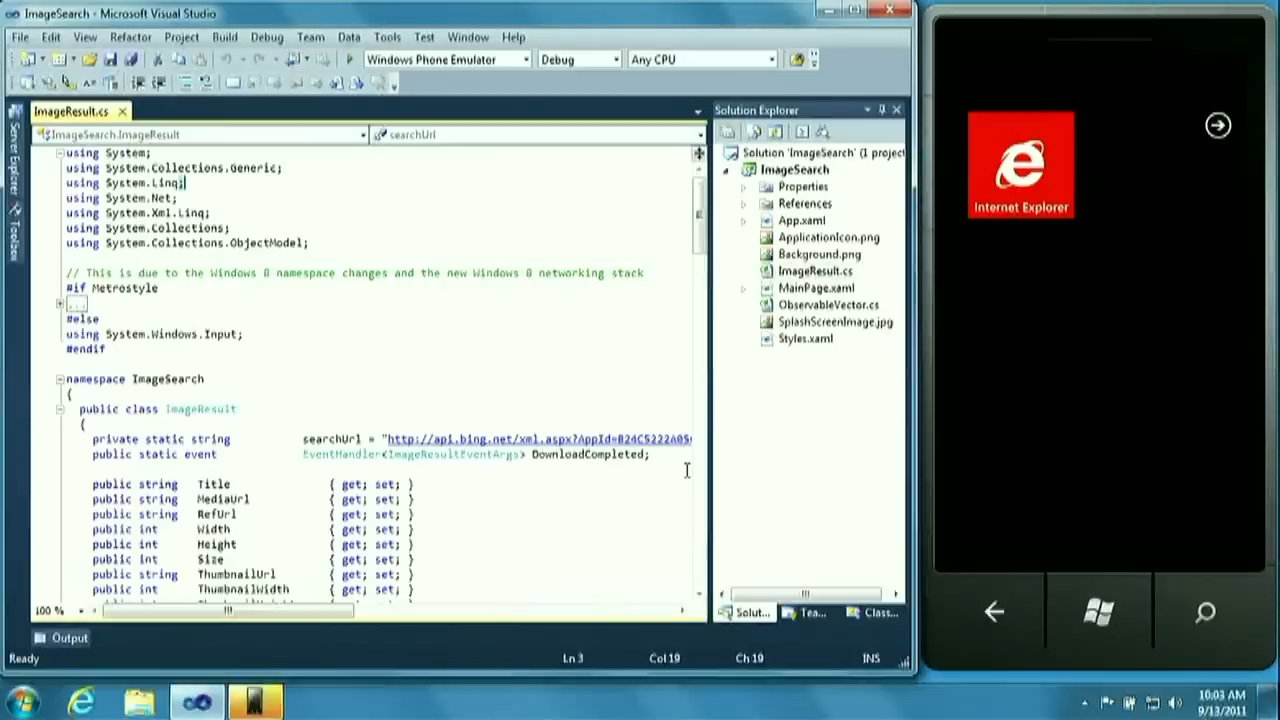 ImageSearch - Microsoft Visual Studio
File Edit View Refactor Project Build Debug Team Data Tools Test Window Help
Windows Phone Emulator Debug Any CPU
ImageResult.cs
ImageSearch.ImageResult searchUrl
Server Explorer
Toolbox
using System;
using System.Collections.Generic;
using System.Linq;
using System.Net;
using System.Xml.Linq;
using System.Collections;
using System.Collections.ObjectModel;
// This is due to the Windows 8 namespace changes and the new Windows 8 networking stack
#if Metrostyle
...
#else
using System.Windows.Input;
#endif
namespace ImageSearch
{
public class ImageResult
{
private static string searchUrl = "http://api.bing.net/xml.aspx?AppId=B24C5222A05
public static event EventHandler<ImageResultEventArgs> DownloadCompleted;
public string Title { get; set; }
public string MediaUrl { get; set; }
public string RefUrl { get; set; }
public int Width { get; set; }
public int Height { get; set; }
public int Size { get; set; }
public string ThumbnailUrl { get; set; }
public int ThumbnailWidth { get; set; }
100 %
Output
Ready Ln 3 Col 19 Ch 19 INS
Solution Explorer
Solution 'ImageSearch' (1 project
ImageSearch
Properties
References
App.xaml
ApplicationIcon.png
Background.png
ImageResult.cs
MainPage.xaml
ObservableVector.cs
SplashScreenImage.jpg
Styles.xaml
Solut... Tea... Class...
Internet Explorer
10:03 AM
9/13/2011